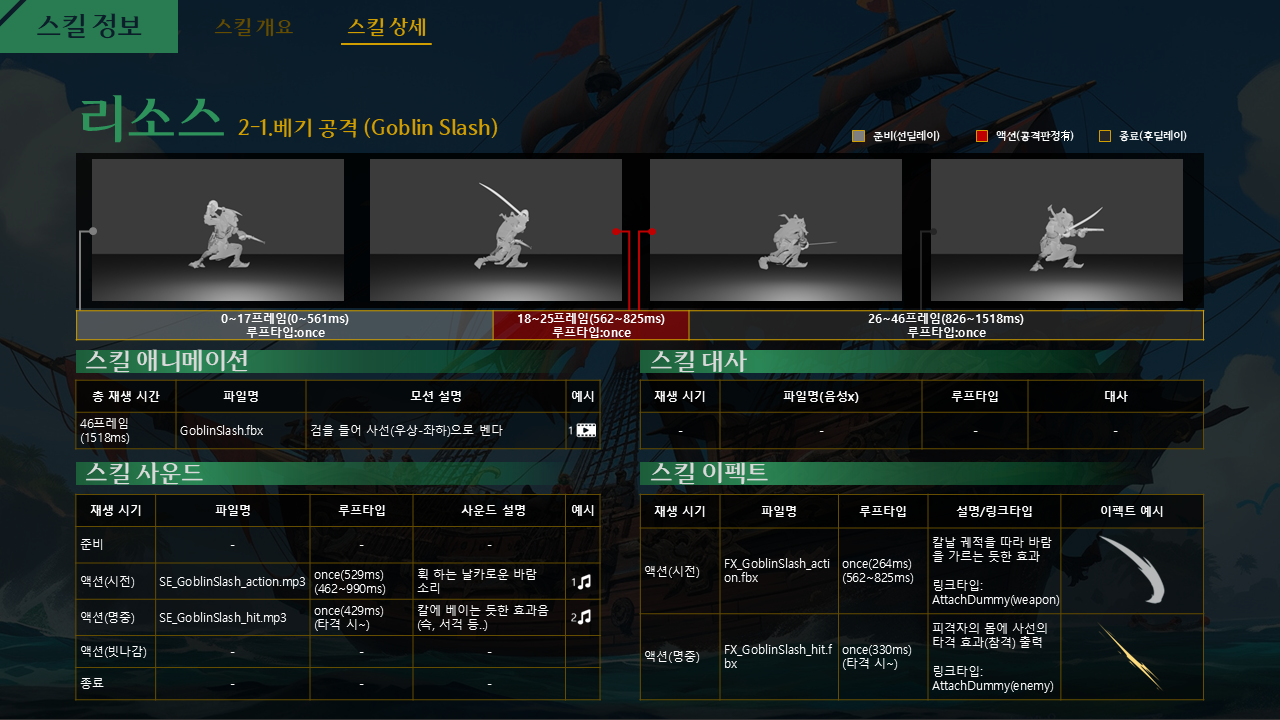 스킬 정보
스킬 개요
스킬 상세
리소스 2-1.베기 공격 (Goblin Slash)
준비(선딜레이)
액션(공격판정有)
종료(후딜레이)
0~17프레임(0~561ms)
루프타입:once
18~25프레임(562~825ms)
루프타입:once
26~46프레임(826~1518ms)
루프타입:once
스킬 애니메이션
총 재생 시간 파일명 모션 설명 예시
46프레임
(1518ms)
GoblinSlash.fbx
검을 들어 사선(우상-좌하)으로 벤다
1
스킬 대사
재생 시기 파일명(음성x) 루프타입 대사
- - - -
스킬 사운드
재생 시기 파일명 루프타입 사운드 설명 예시
준비 - - -
액션(시전)
SE_GoblinSlash_action.mp3
once(529ms)
(462~990ms)
휙 하는 날카로운 바람
소리
1
액션(명중)
SE_GoblinSlash_hit.mp3
once(429ms)
(타격 시~)
칼에 베이는 듯한 효과음
(슥, 서걱 등..)
2
액션(빗나감) - - -
종료 - - -
스킬 이펙트
재생 시기 파일명 루프타입 설명/링크타입 이펙트 예시
액션(시전)
FX_GoblinSlash_acti
on.fbx
once(264ms)
(562~825ms)
칼날 궤적을 따라 바람
을 가르는 듯한 효과
링크타입:
AttachDummy(weapon)
액션(명중)
FX_GoblinSlash_hit.f
bx
once(330ms)
(타격 시~)
피격자의 몸에 사선의
타격 효과(참격) 출력
링크타입:
AttachDummy(enemy)